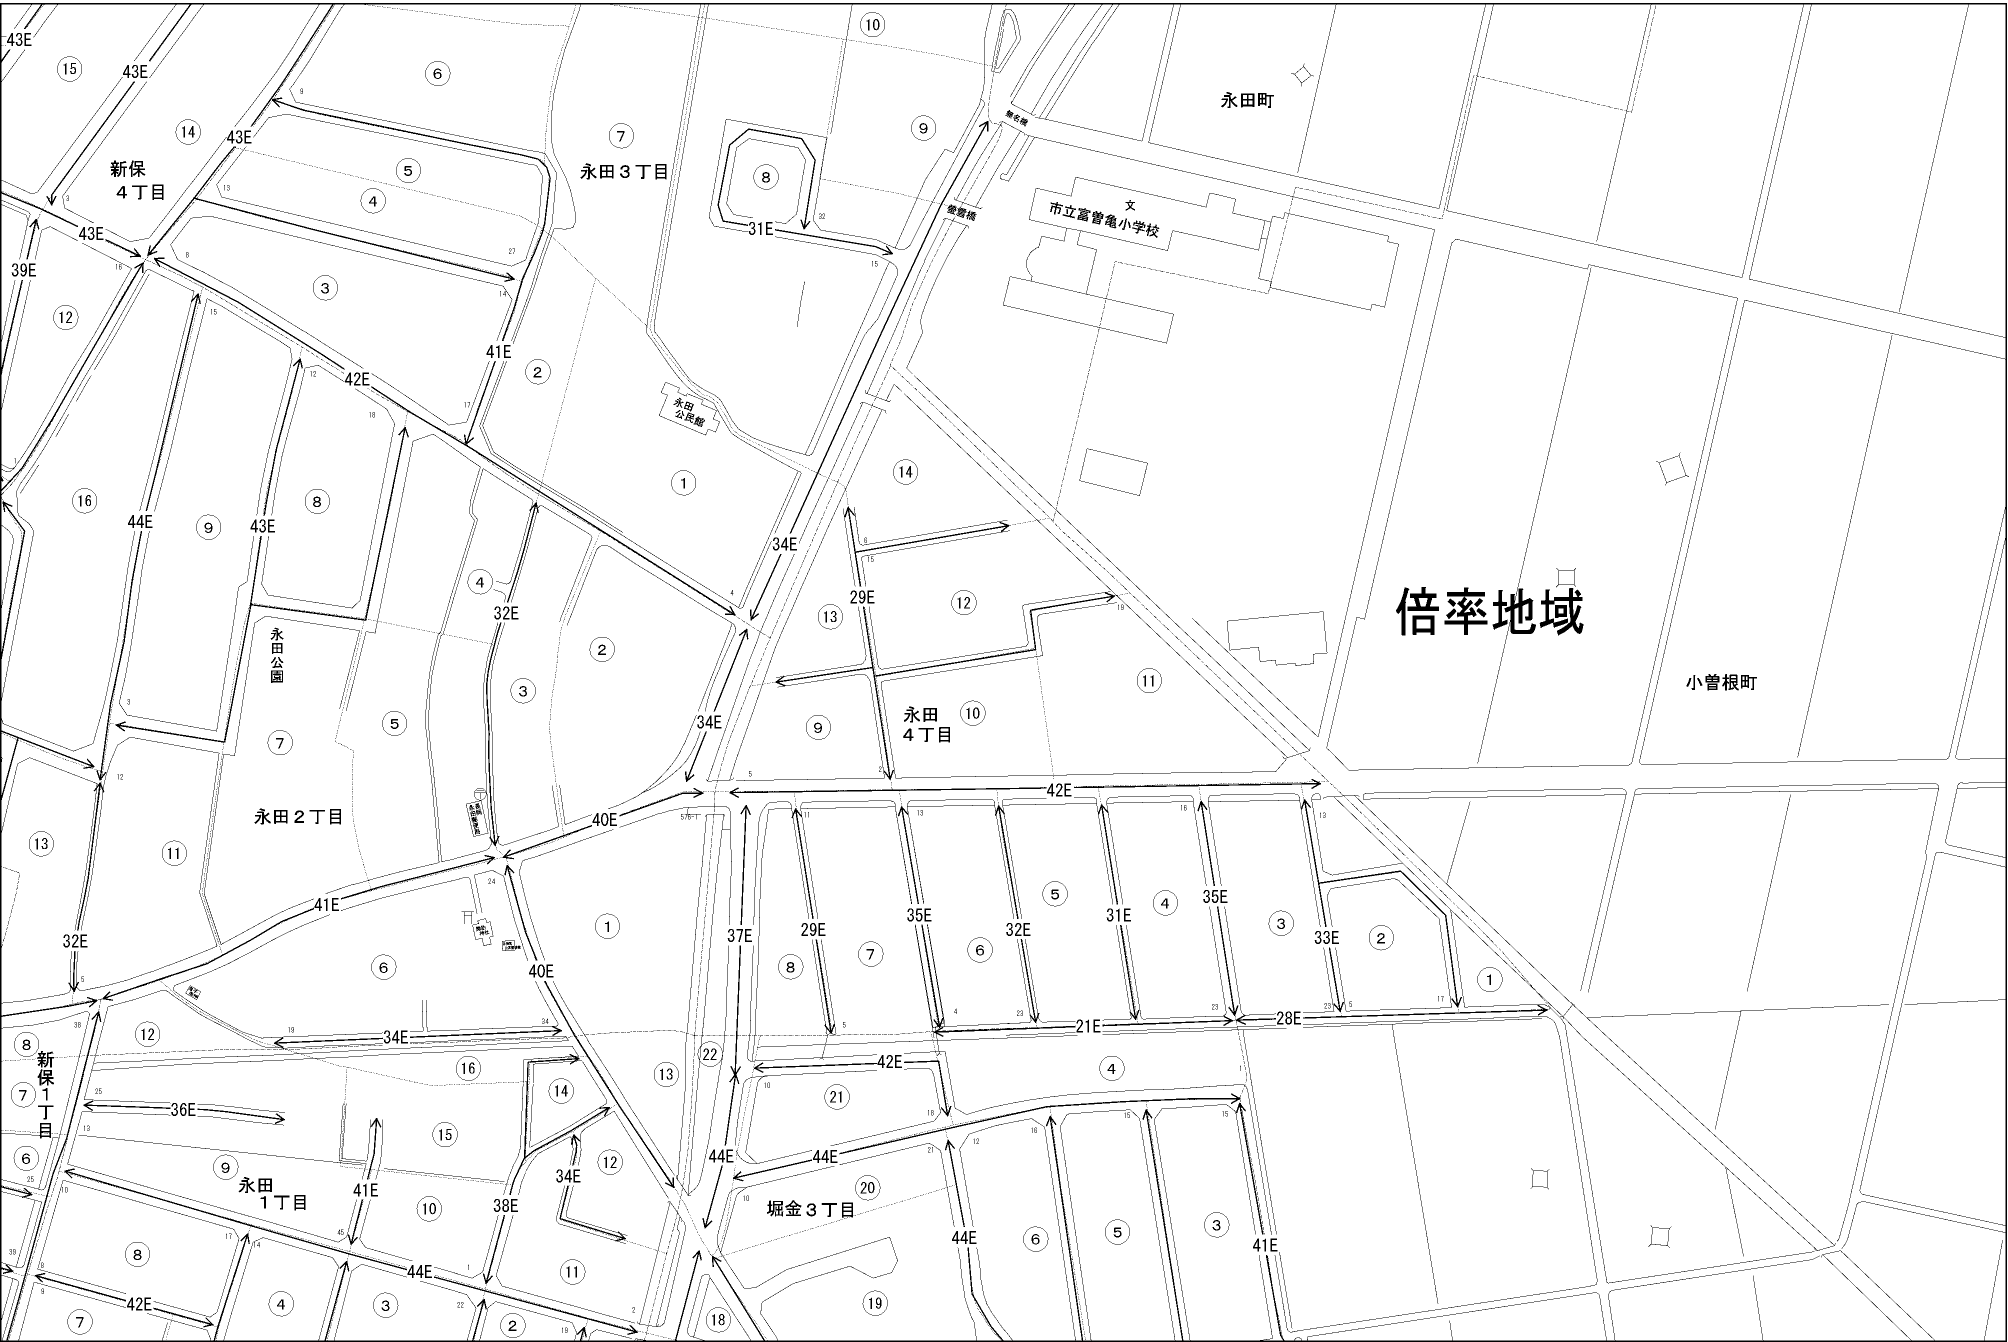 43E
⑮
43E
⑥
⑩
永田町
⑭
43E
⑦
⑨
無名橋
新保
4丁目
⑤
永田3丁目
⑧
文
市立富曽亀小学校
④
螢雪橋
43E
31E
39E
③
⑫
41E
②
42E
永田
公民館
⑯
44E
⑨
43E
⑧
①
⑭
34E
④
32E
29E
⑬
⑫
倍率地域
永田公園
②
③
⑪
小曽根町
⑤
34E
⑨
永田
4丁目
⑩
⑦
永田2丁目
40E
42E
⑬
⑪
41E
32E
①
37E
29E
35E
32E
⑤
31E
④
35E
③
33E
②
⑥
40E
⑧
⑦
⑥
①
34E
21E
28E
⑧
新保1丁目
⑫
⑯
⑭
⑬
㉒
42E
④
⑦
36E
⑮
㉑
⑥
⑨
永田
1丁目
41E
⑩
38E
34E
⑫
44E
44E
⑳
堀金3丁目
⑧
44E
⑪
44E
⑥
⑤
③
41E
42E
⑦
④
③
②
⑱
⑲